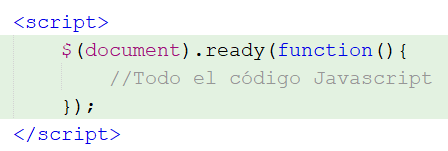 <script>
$(document).ready(function(){
//Todo el código Javascript
});
</script>